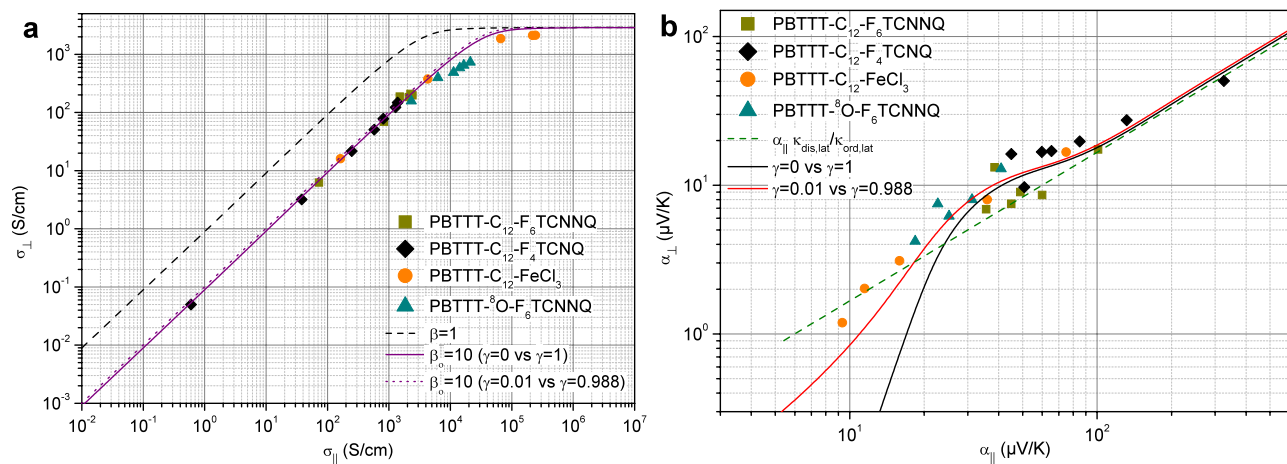 a
10³
10²
10¹
10⁰
10⁻¹
10⁻²
10⁻³
σ⊥ (S/cm)
PBTTT-C₁₂-F₆TCNNQ
PBTTT-C₁₂-F₄TCNQ
PBTTT-C₁₂-FeCl₃
PBTTT-⁸O-F₆TCNNQ
β=1
βσ=10 (γ=0 vs γ=1)
βσ=10 (γ=0.01 vs γ=0.988)
10⁻² 10⁻¹ 10⁰ 10¹ 10² 10³ 10⁴ 10⁵ 10⁶ 10⁷
σ|| (S/cm)
b
10²
10¹
10⁰
α⊥ (µV/K)
PBTTT-C₁₂-F₆TCNNQ
PBTTT-C₁₂-F₄TCNQ
PBTTT-C₁₂-FeCl₃
PBTTT-⁸O-F₆TCNNQ
α|| κdis,lat/κord,lat
γ=0 vs γ=1
γ=0.01 vs γ=0.988
10¹ 10²
α|| (µV/K)